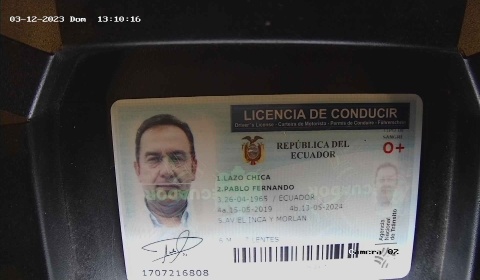 03-12-2023 Dom 13:10:16
LICENCIA DE CONDUCIR
Driver's License - Carteira de Motorista - Permis de Conduire - Führerschein
REPÚBLICA DEL
ECUADOR
O+
1.LAZO CHICA
2.PABLO FERNANDO
3.26-04-1965 / ECUADOR
4a.15-05-2019 4b.13-05-2024
5.AV.EL INCA Y MORLAN
LENTES
Agencia
Nacional
de Tránsito
Camera 02
1707216808